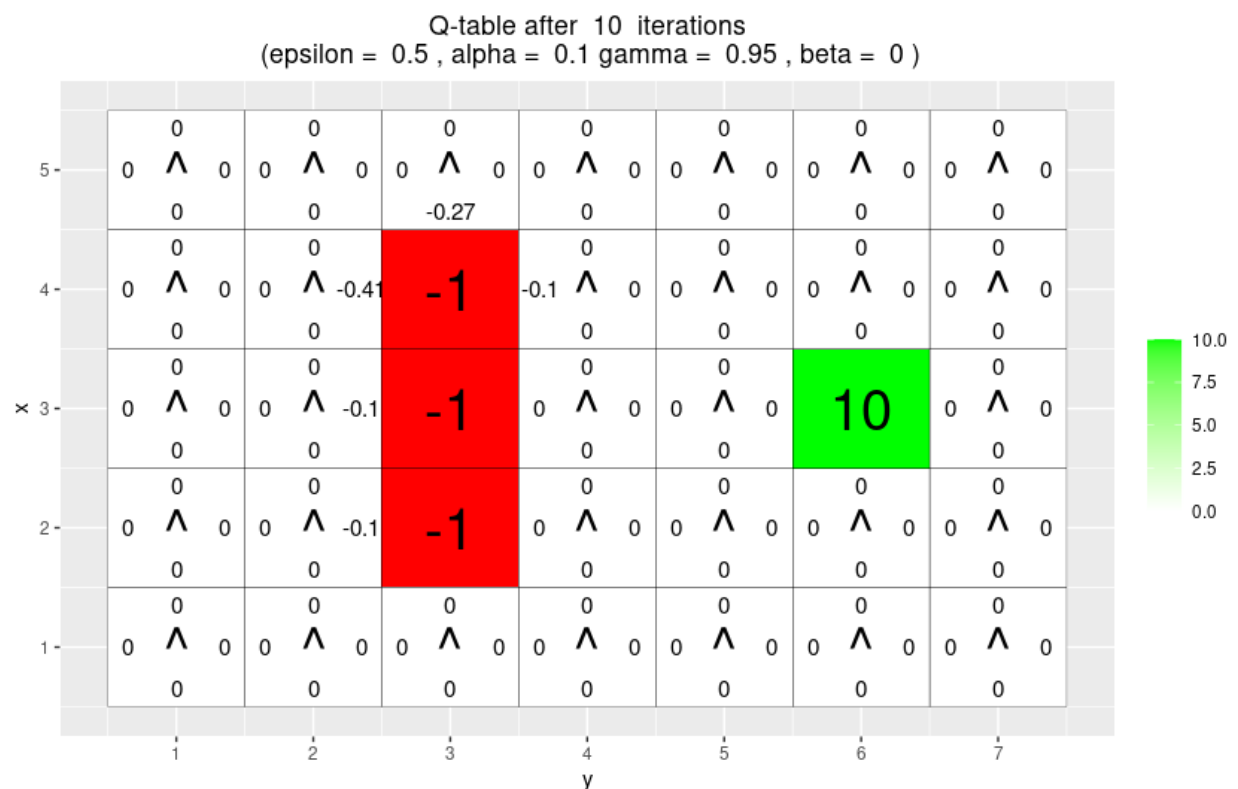 Q-table after 10 iterations
(epsilon = 0.5 , alpha = 0.1 gamma = 0.95 , beta = 0 )
0 0 0 0 0 0 0
5 0 ^ 0 0 ^ 0 0 ^ 0 0 ^ 0 0 ^ 0 0 ^ 0 0 ^ 0
0 0 -0.27 0 0 0 0
0 0 0 0 0 0
4 0 ^ 0 0 ^ -0.41 -1 -0.1 ^ 0 0 ^ 0 0 ^ 0 0 ^ 0
0 0 0 0 0 0
0 0 0 0 0
x 3 0 ^ 0 0 ^ -0.1 -1 0 ^ 0 0 ^ 0 10 0 ^ 0
0 0 0 0 0
0 0 0 0 0 0
2 0 ^ 0 0 ^ -0.1 -1 0 ^ 0 0 ^ 0 0 ^ 0 0 ^ 0
0 0 0 0 0 0
0 0 0 0 0 0 0
1 0 ^ 0 0 ^ 0 0 ^ 0 0 ^ 0 0 ^ 0 0 ^ 0 0 ^ 0
0 0 0 0 0 0 0
1 2 3 4 5 6 7
y
10.0
7.5
5.0
2.5
0.0